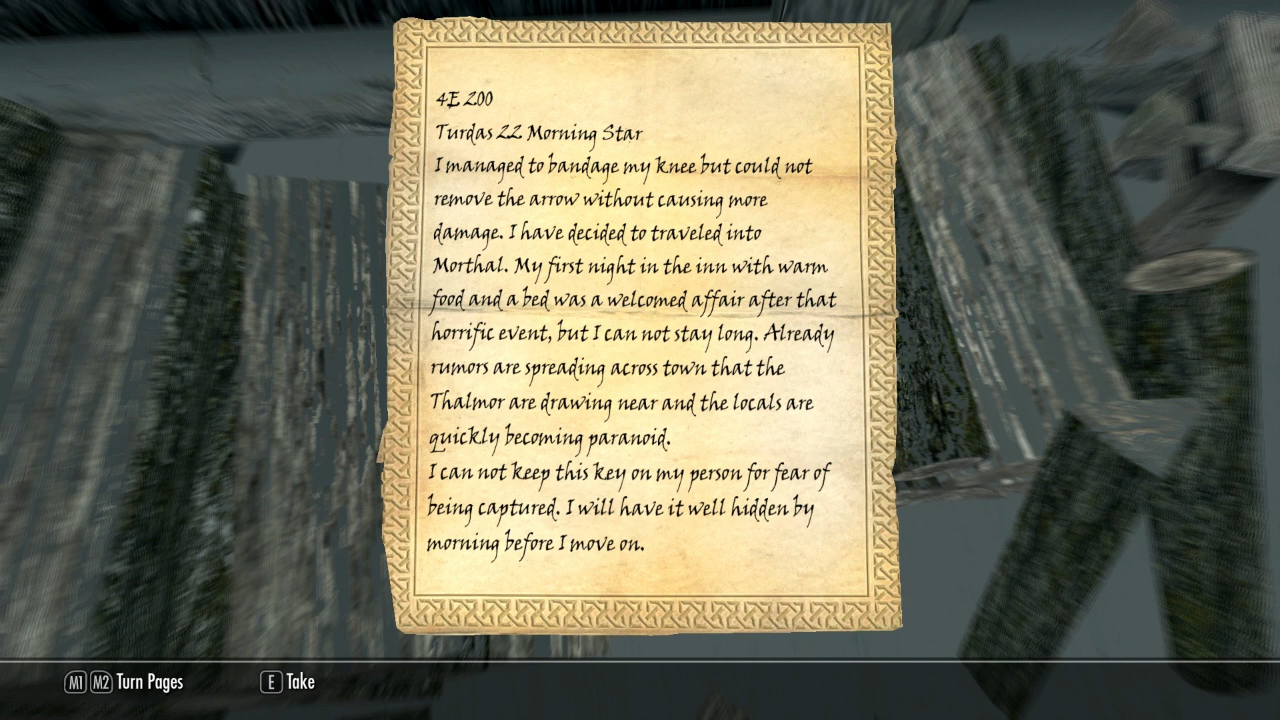 4E 200
Turdas 22 Morning Star
I managed to bandage my knee but could not
remove the arrow without causing more
damage. I have decided to traveled into
Morthal. My first night in the inn with warm
food and a bed was a welcomed affair after that
horrific event, but I can not stay long. Already
rumors are spreading across town that the
Thalmor are drawing near and the locals are
quickly becoming paranoid.
I can not keep this key on my person for fear of
being captured. I will have it well hidden by
morning before I move on.
M1 M2 Turn Pages E Take